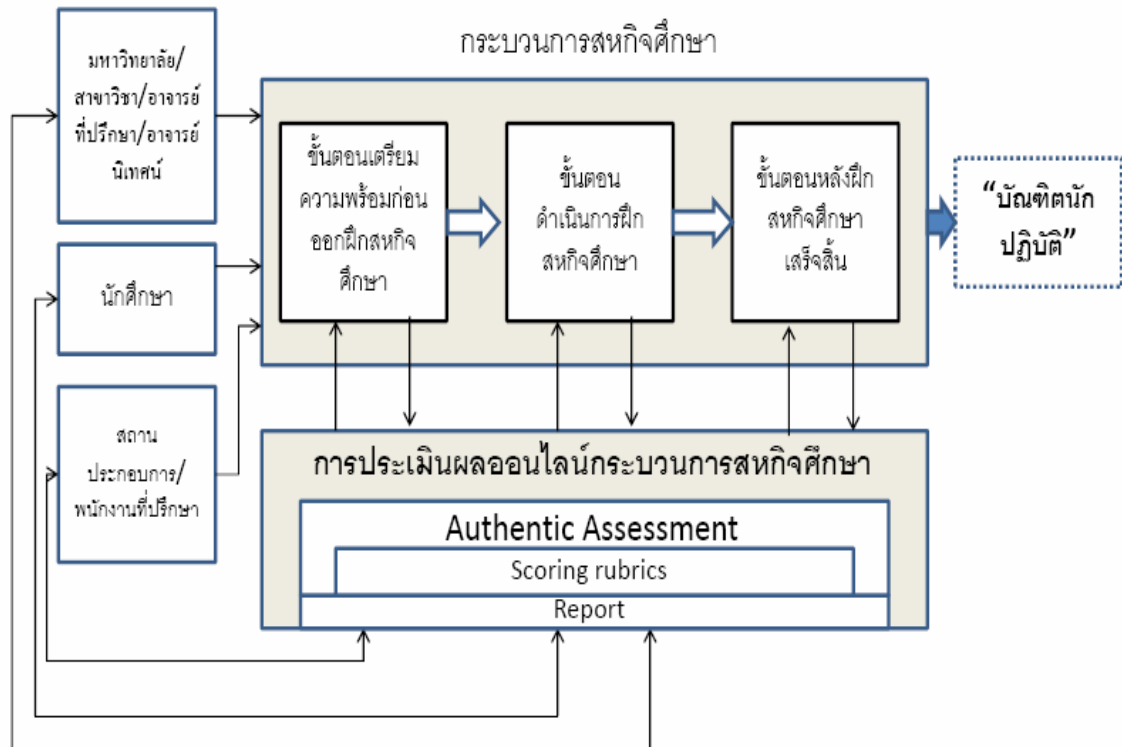 กระบวนการสหกิจศึกษา
มหาวิทยาลัย/
สาขาวิชา/อาจารย์
ที่ปรึกษา/อาจารย์
นิเทศน์
นักศึกษา
สถาน
ประกอบการ/
พนักงานที่ปรึกษา
ขั้นตอนเตรียม
ความพร้อมก่อน
ออกฝึกสหกิจ
ศึกษา
ขั้นตอน
ดำเนินการฝึก
สหกิจศึกษา
ขั้นตอนหลังฝึก
สหกิจศึกษา
เสร็จสิ้น
“บัณฑิตนัก
ปฏิบัติ”
การประเมินผลออนไลน์กระบวนการสหกิจศึกษา
Authentic Assessment
Scoring rubrics
Report